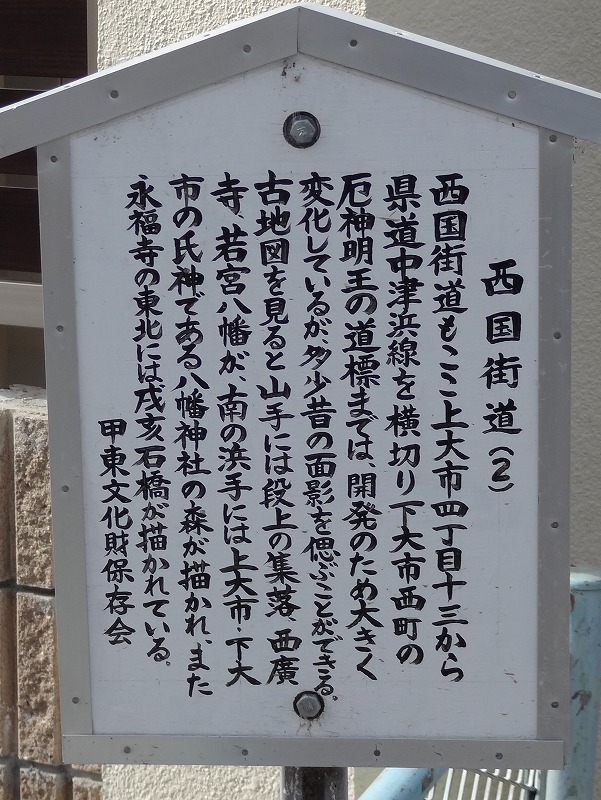 西国街道(2)
西国街道もここ上大市四丁目十三から
県道中津浜線を横切り下大市西町の
厄神明王の道標までは、開発のため大きく
変化しているが、多少昔の面影を偲ぶことができる。
古地図を見ると山手には段上の集落、西廣
寺、若宮八幡が、南の浜手には上大市・下大
市の氏神である八幡神社の森が描かれ、また
永福寺の東北には戌亥石橋が描かれている。
甲東文化財保存会